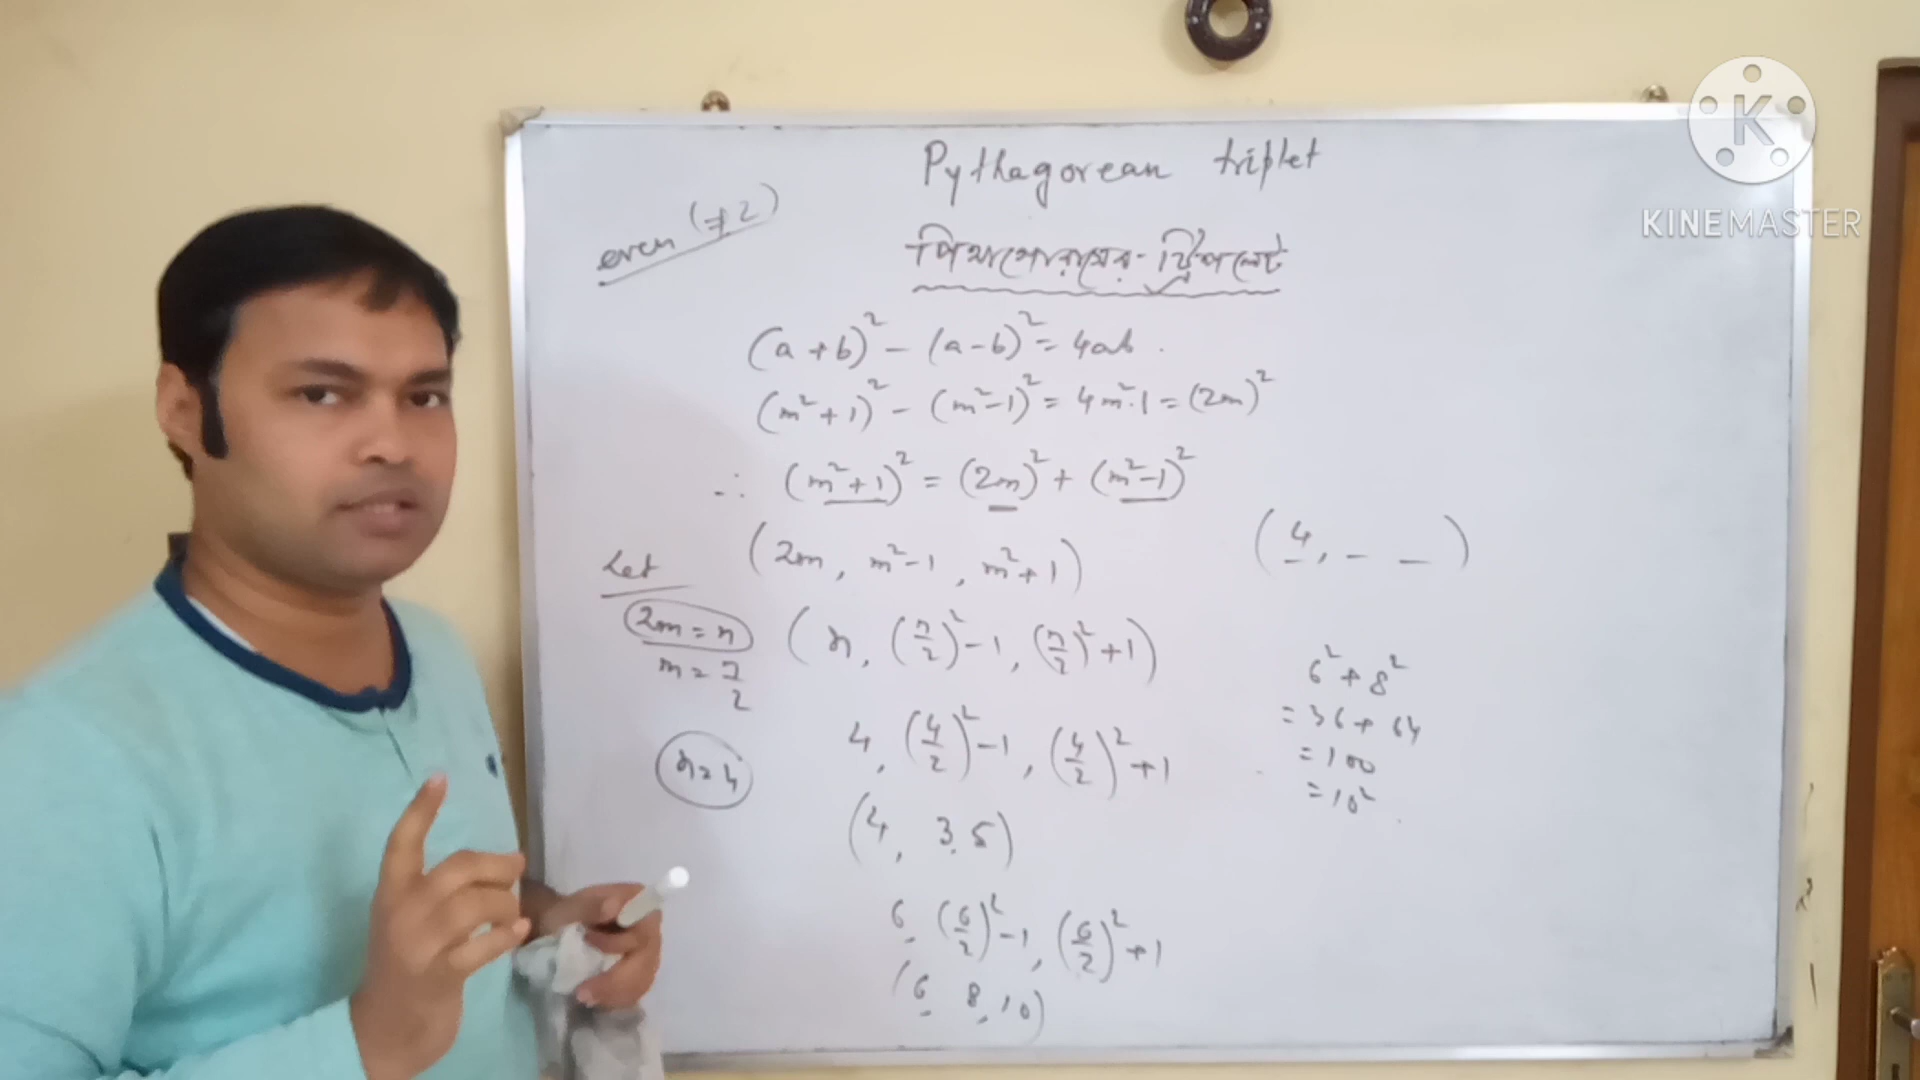 Pythagorean triplet
even (≠2)
পিথাগোরাসের ট্রিপলেট
(a+b)² - (a-b)² = 4ab.
(m²+1)² - (m²-1)² = 4m²·1 = (2m)²
∴ (m²+1)² = (2m)² + (m²-1)²
(2m, m²-1, m²+1)
(4, _ _)
Let
2m = n
m = n/2
(n, (n/2)²-1, (n/2)²+1)
n=4
4, (4/2)²-1, (4/2)²+1
(4, 3, 5)
6, (6/2)²-1, (6/2)²+1
(6, 8, 10)
6²+8²
=36+64
=100
=10²
K
KINEMASTER